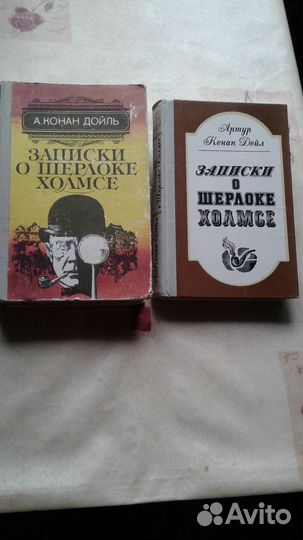 А. КОНАН ДОЙЛЬ
ЗАПИСКИ
О ШЕРЛОКЕ
ХОЛМСЕ
Артур
Конан Дойл
ЗАПИСКИ
О
ШЕРЛОКЕ
ХОЛМСЕ
Avito